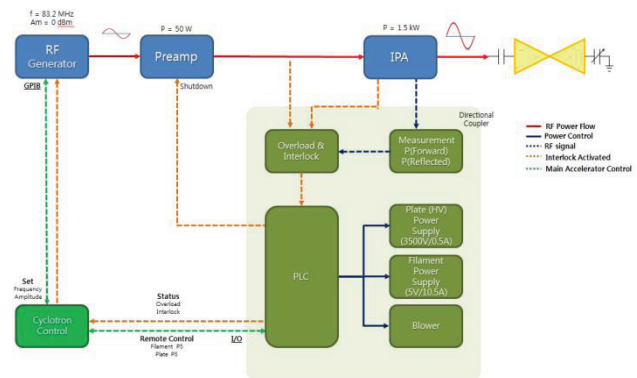 f = 83.2 MHz
Am = 0 dBm
P = 50 W
P = 1.5 kW
RF
Generator
Preamp
IPA
GPIB
Shutdown
Directional
Coupler
Overload &
Interlock
Measurement
P(Forward)
P(Reflected)
RF Power Flow
Power Control
RF signal
Interlock Activated
Main Accelerator Control
PLC
Plate (HV)
Power
Supply
(3500V/0.5A)
Filament
Power
Supply
(5V/10.5A)
Blower
Set
Frequency
Amplitude
Cyclotron
Control
Status
Overload
Interlock
Remote Control
I/O
Filament PS
Plate PS